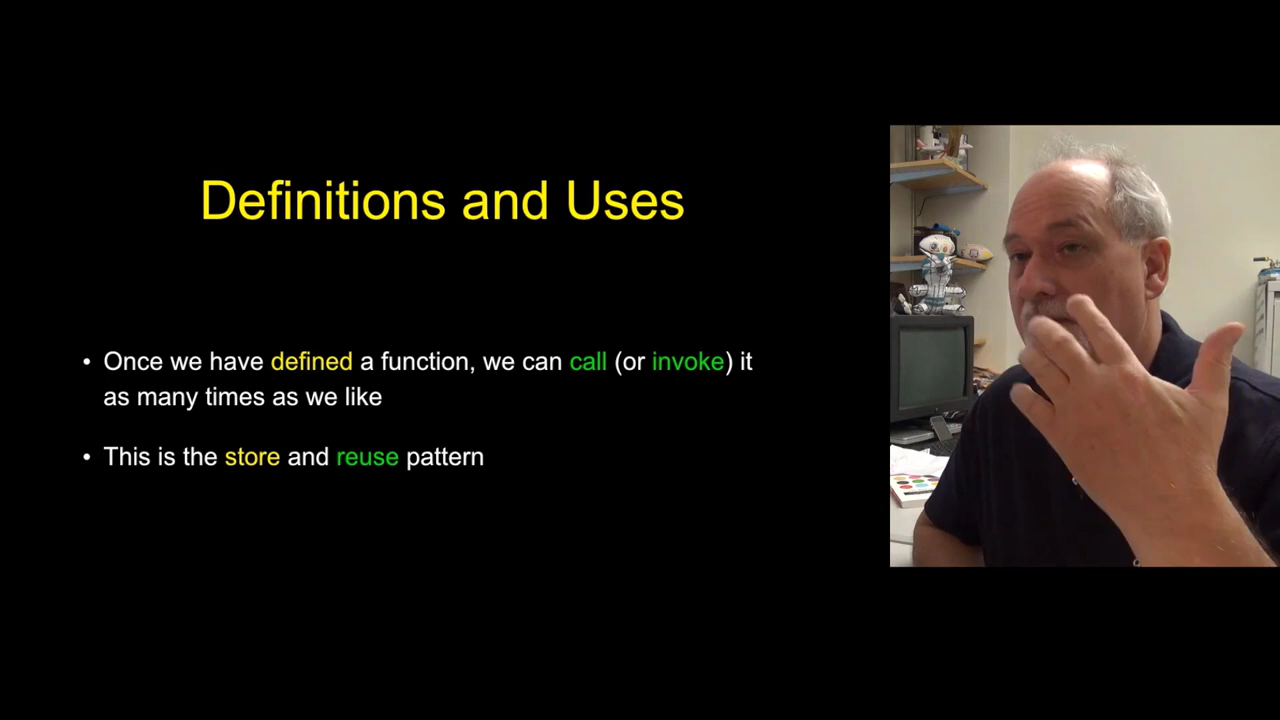 Definitions and Uses
• Once we have defined a function, we can call (or invoke) it
as many times as we like
• This is the store and reuse pattern